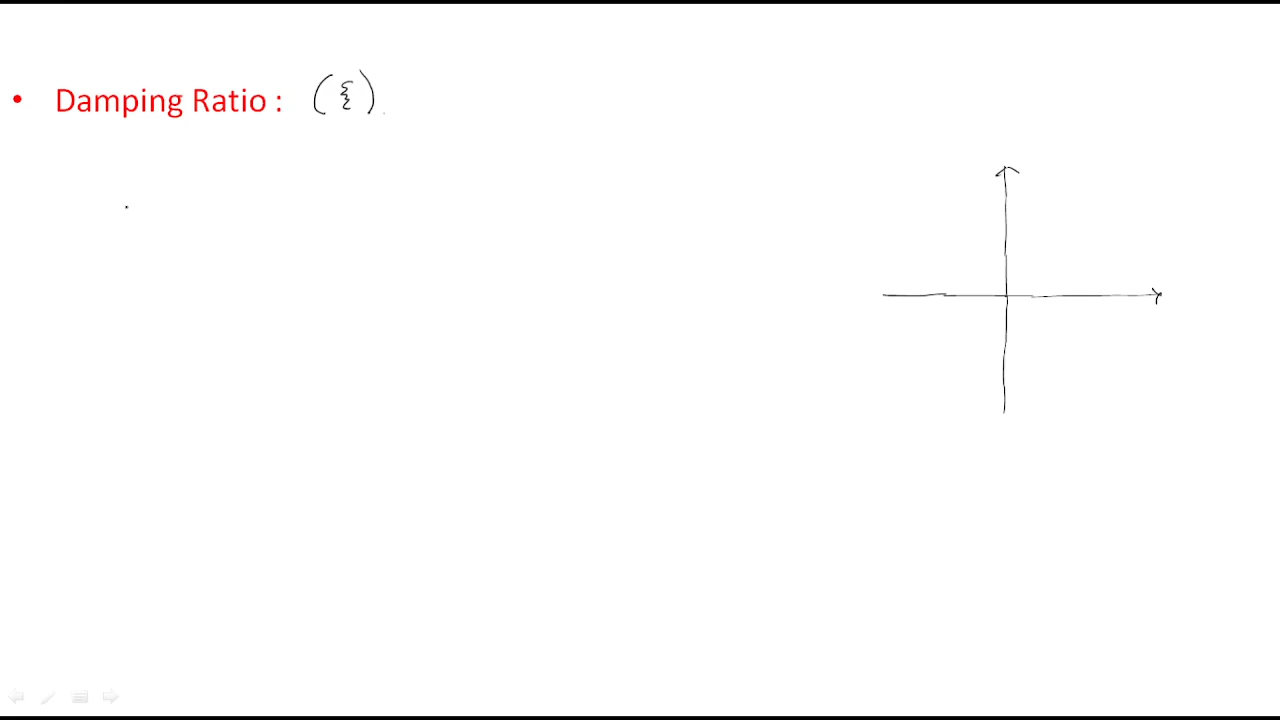 • Damping Ratio : (ξ)